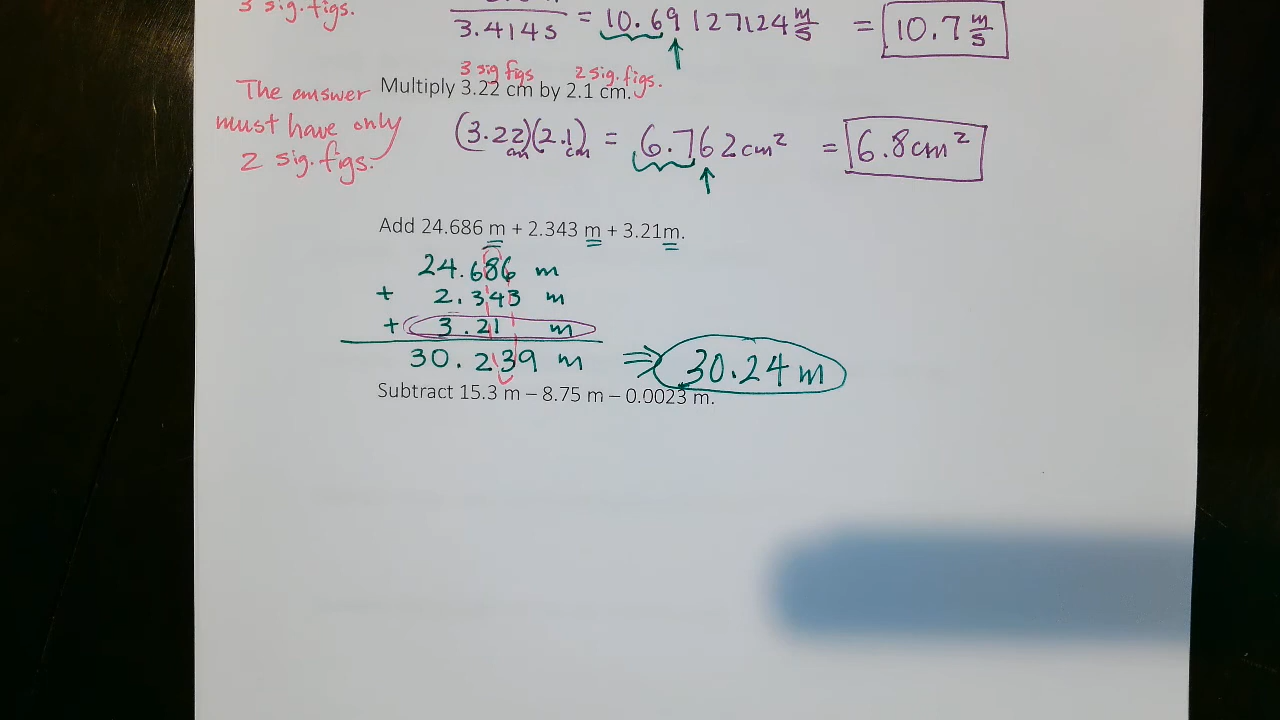 3 sig. figs.
3.414s = 10.69127124 m/s = 10.7 m/s
3 sig figs 2 sig. figs.
Multiply 3.22 cm by 2.1 cm.
The answer
must have only
2 sig. figs.
(3.22 cm)(2.1 cm) = 6.762 cm² = 6.8 cm²
Add 24.686 m + 2.343 m + 3.21m.
24.686 m
+ 2.343 m
+ 3.21 m
30.239 m ⇒ 30.24 m
Subtract 15.3 m – 8.75 m – 0.0023 m.